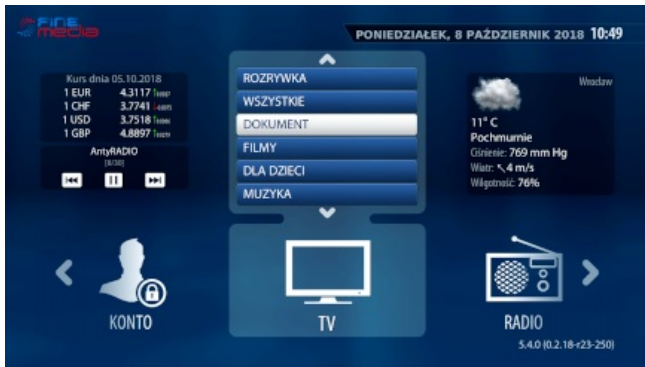 FINE
media
PONIEDZIAŁEK, 8 PAŹDZIERNIK 2018 10:49
Kurs dnia 05.10.2018
1 EUR 4.3117
1 CHF 3.7741
1 USD 3.7518
1 GBP 4.8897
AntyRADIO
[8/30]
ROZRYWKA
WSZYSTKIE
DOKUMENT
FILMY
DLA DZIECI
MUZYKA
Wrocław
11° C
Pochmurnie
Ciśnienie: 769 mm Hg
Wiatr: ↖4 m/s
Wilgotność: 76%
KONTO
TV
RADIO
5.4.0 (0.2.18-r23-250)